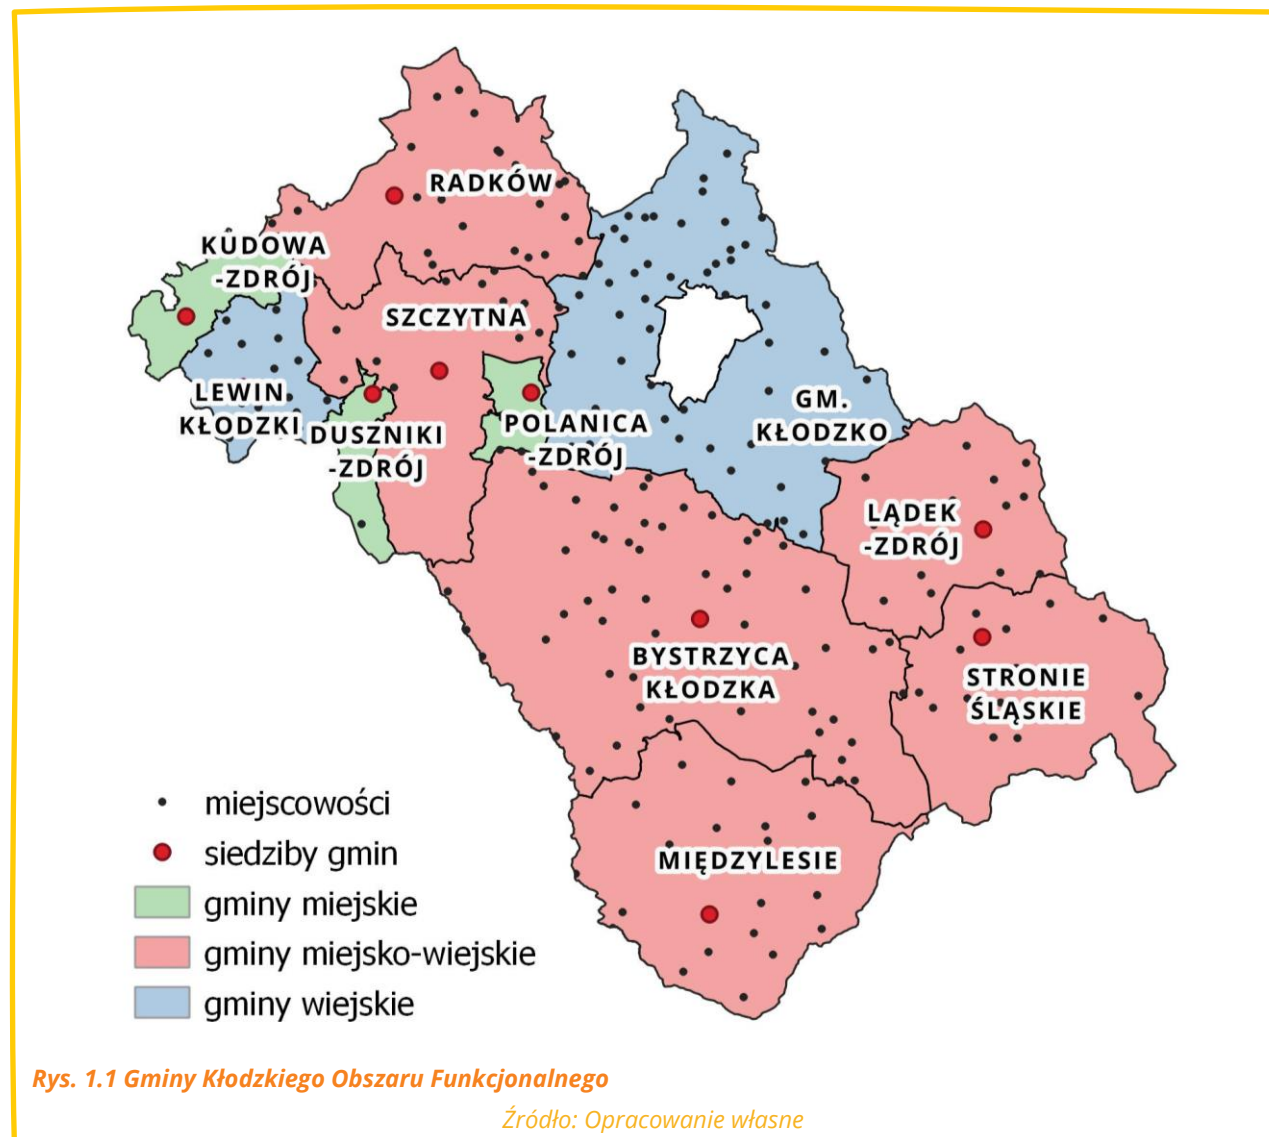 RADKÓW
KUDOWA
-ZDRÓJ
SZCZYTNA
LEWIN
KŁODZKI
DUSZNIKI
-ZDRÓJ
POLANICA
-ZDRÓJ
GM.
KŁODZKO
LĄDEK
-ZDRÓJ
BYSTRZYCA
KŁODZKA
STRONIE
ŚLĄSKIE
MIĘDZYLESIE
miejscowości
siedziby gmin
gminy miejskie
gminy miejsko-wiejskie
gminy wiejskie
Rys. 1.1 Gminy Kłodzkiego Obszaru Funkcjonalnego
Źródło: Opracowanie własne